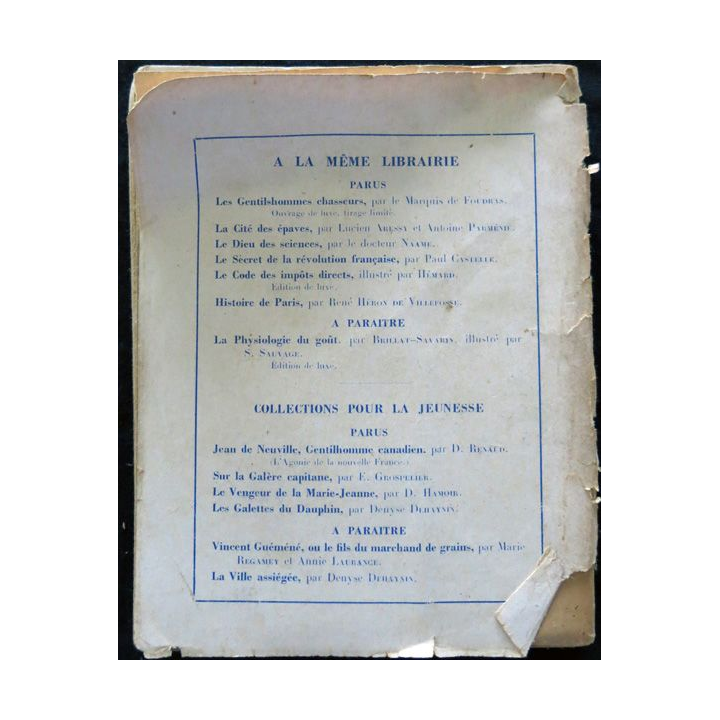 A LA MÊME LIBRAIRIE
PARUS
Les Gentilshommes chasseurs, par le Marquis de FOUDRAS.
Ouvrage de luxe, tirage limité.
La Cité des épaves, par Lucien ARESSY et Antoine PARMÉNIE.
Le Dieu des sciences, par le docteur NAAME.
Le Secret de la révolution française, par Paul CASTELLE.
Le Code des impôts directs, illustré par HÉMARD.
Edition de luxe.
Histoire de Paris, par René HÉRON DE VILLEFOSSE.
A PARAITRE
La Physiologie du goût, par BRILLAT-SAVARIN, illustré par
S. SAUVAGE.
Édition de luxe.
COLLECTIONS POUR LA JEUNESSE
PARUS
Jean de Neuville, Gentilhomme canadien, par D. RENAUD.
(L'Agonie de la nouvelle France.)
Sur la Galère capitane, par E. GROSPELIER.
Le Vengeur de la Marie-Jeanne, par D. HAMOIR.
Les Galettes du Dauphin, par Denyse DEHAYNIN.
A PARAITRE
Vincent Guéméné, ou le fils du marchand de grains, par Marie
REGAMEY et Annie LAURANGE.
La Ville assiégée, par Denyse DEHAYNIN.